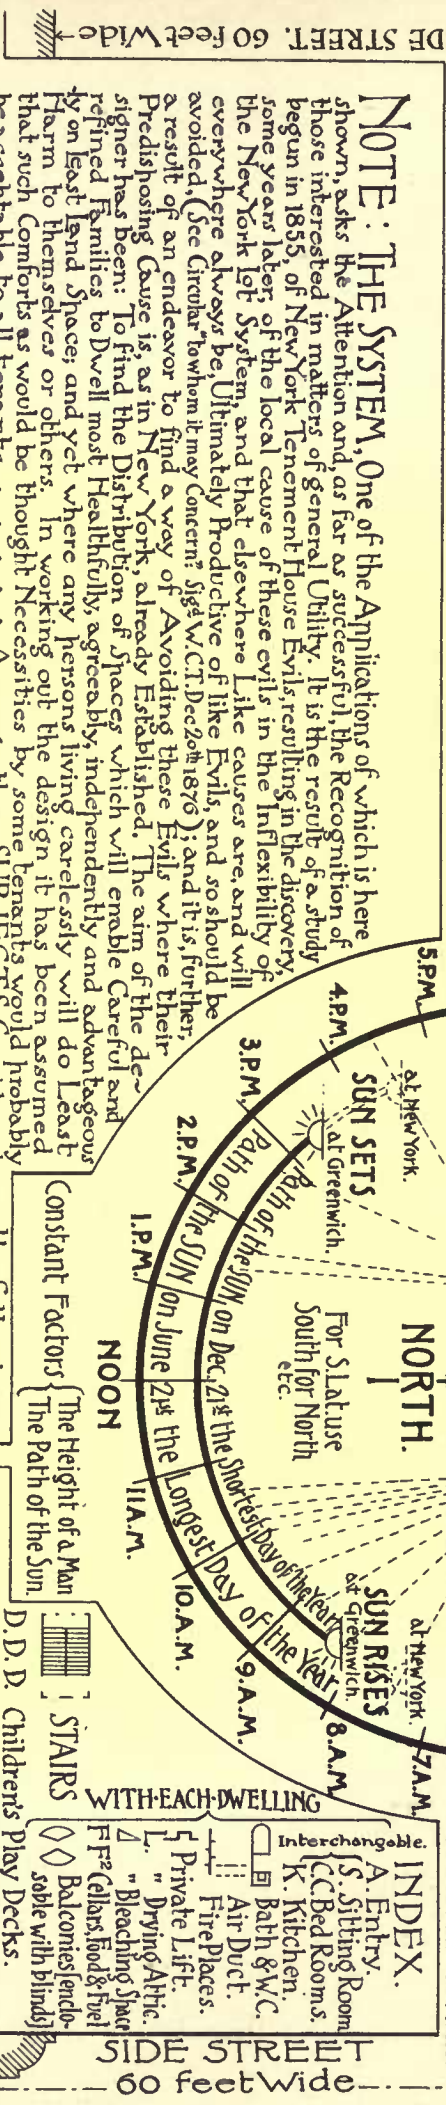 DE STREET. 60 feet Wide
NOTE: THE SYSTEM, One of the Applications of which is here
shown, asks the Attention and, as far as successful, the Recognition of
those interested in matters of general Utility. It is the result of a study
begun in 1855, of New York Tenement House Evils, resulting in the discovery,
some years later, of the local cause of these evils in the Inflexibility of
the New York lot System, and that elsewhere Like causes are, and will
everywhere always be, Ultimately Productive of like Evils, and so should be
avoided, (See Circular "to whom it may Concern" Sigd W.C.T. Dec 20th 1876); and it is, further,
a result of an endeavor to find a way of Avoiding these Evils where their
Predisposing Cause is, as in New York, already Established. The aim of the de~
signer has been: To find the Distribution of Spaces which will enable Careful and
refined Families to Dwell most Healthfully, agreeably, independently and advantageous
-ly on Least Land Space; and yet where any persons living carelessly will do Least
Harm to themselves or others. In working out the design it has been assumed
that such Comforts as would be thought Necessities by some tenants would probably
be acceptable to all tenants
SUBJECTS
5.P.M.
4.P.M.
3.P.M.
2.P.M.
1.P.M.
NOON
11A.M.
10.A.M.
9.A.M.
8.A.M.
7A.M.
at New York.
SUN SETS
at Greenwich.
Path of the SUN on Dec. 21st the Shortest Day of the Year
Path of the SUN on June 21st the Longest Day of the Year.
NORTH.
For S. Lat. use
South for North
etc.
at New York.
SUN RISES
at Greenwich.
Constant Factors { The Height of a Man
The Path of the Sun.
STAIRS
D.D.D. Children's Play Decks.
WITH·EACH·DWELLING
INDEX.
A. Entry.
Interchangable.
S. Sitting Room
C.C. Bed Rooms.
K. Kitchen.
Bath & W.C.
Air Duct.
Fire Places.
Private Lift.
L. " Drying Attic.
" Bleaching Space
F F² Cellars, Food & Fuel
Balconies [enclo-
sable with blinds]
SIDE STREET
60 feet Wide